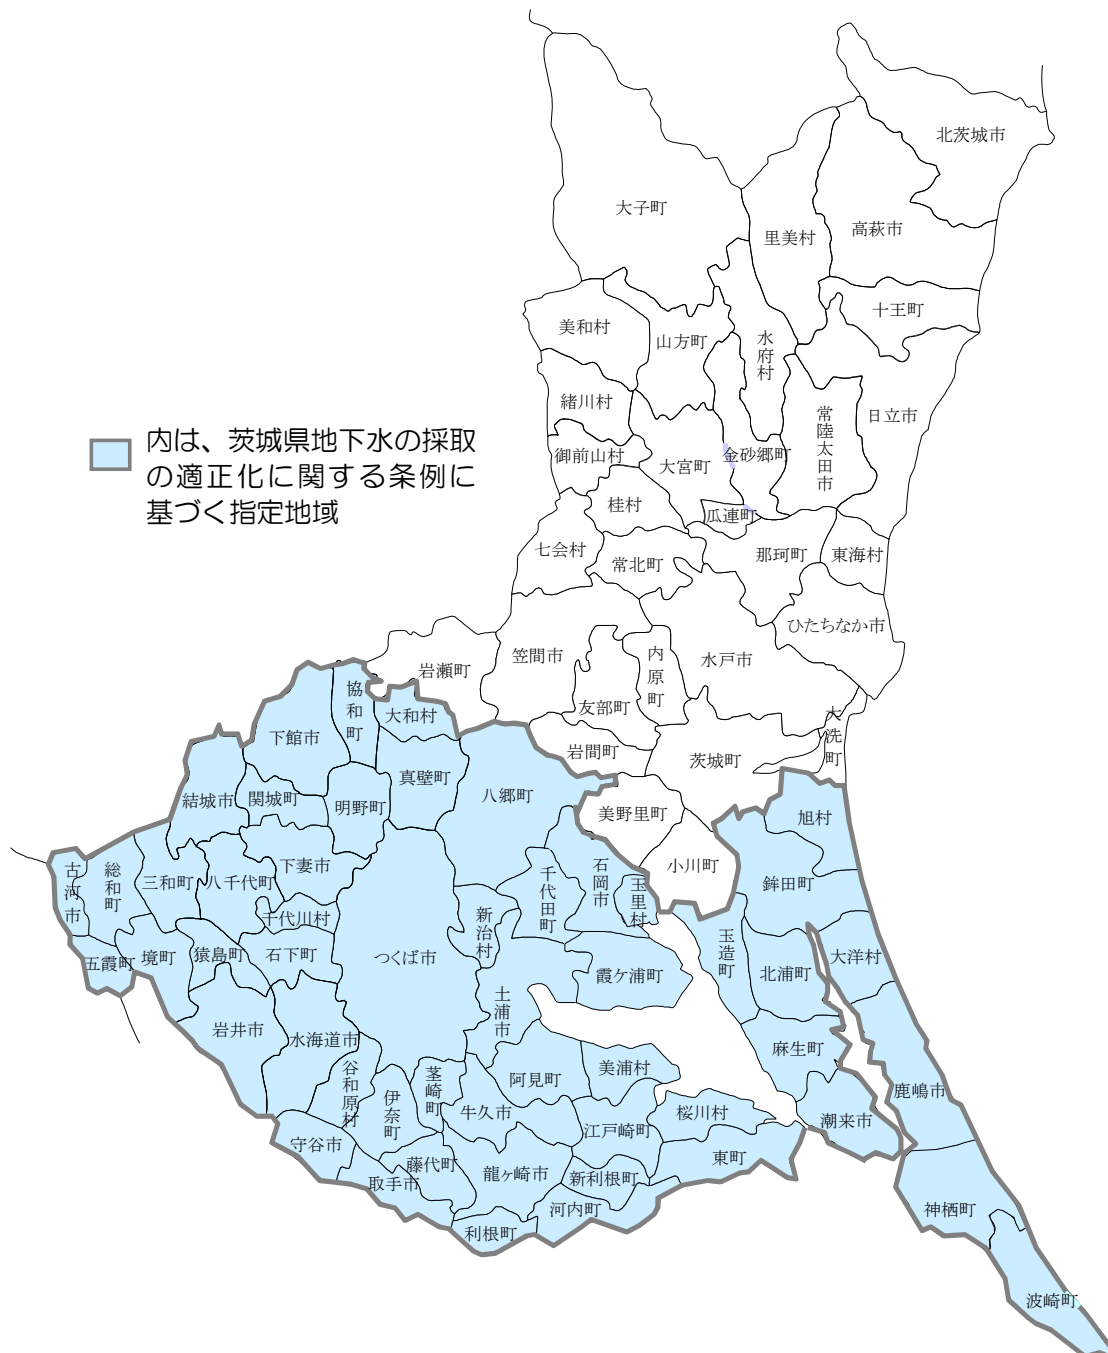 北茨城市
大子町
里美村
高萩市
十王町
美和村
山方町
水府村
緒川村
常陸太田市
日立市
内は、茨城県地下水の採取
の適正化に関する条例に
基づく指定地域
御前山村
大宮町
金砂郷町
桂村
瓜連町
七会村
常北町
那珂町
東海村
ひたちなか市
笠間市
内原町
水戸市
岩瀬町
協和町
大和村
友部町
大洗町
下館市
岩間町
茨城町
真壁町
八郷町
結城市
関城町
明野町
美野里町
旭村
小川町
古河市
総和町
三和町
八千代町
下妻市
千代田町
石岡市
玉里村
鉾田町
千代川村
新治村
五霞町
境町
猿島町
石下町
つくば市
霞ケ浦町
玉造町
北浦町
大洋村
岩井市
水海道市
土浦市
麻生町
谷和原村
伊奈町
茎崎町
阿見町
美浦村
鹿嶋市
牛久市
江戸崎町
桜川村
潮来市
守谷市
取手市
藤代町
龍ヶ崎市
新利根町
東町
利根町
河内町
神栖町
波崎町